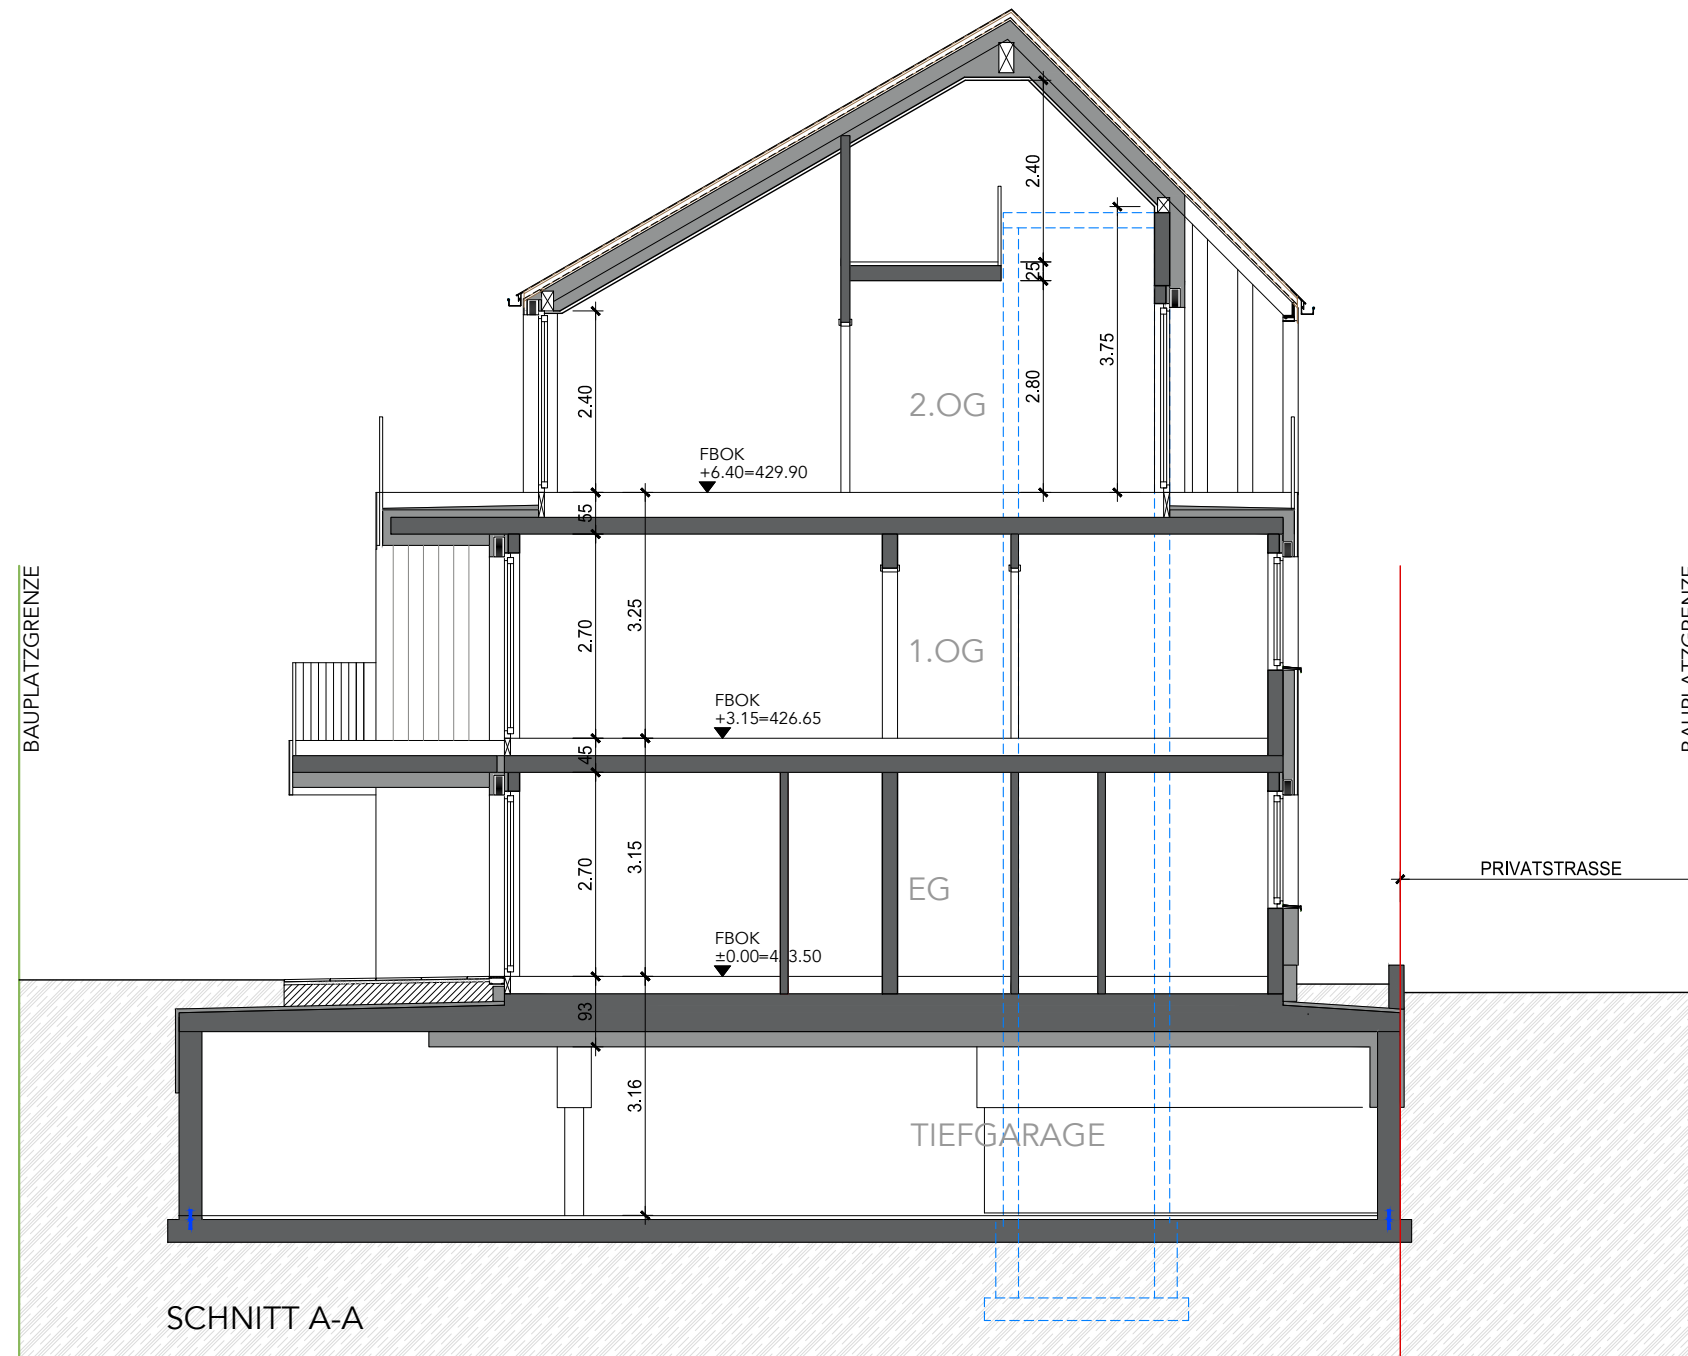 2.40
25
3.75
2.80
2.40
2.OG
FBOK
+6.40=429.90
55
BAUPLATZGRENZE
BAUPLATZGRENZE
3.25
2.70
1.OG
FBOK
+3.15=426.65
45
3.15
2.70
PRIVATSTRASSE
EG
FBOK
93
3.16
TIEFGARAGE
SCHNITT A-A